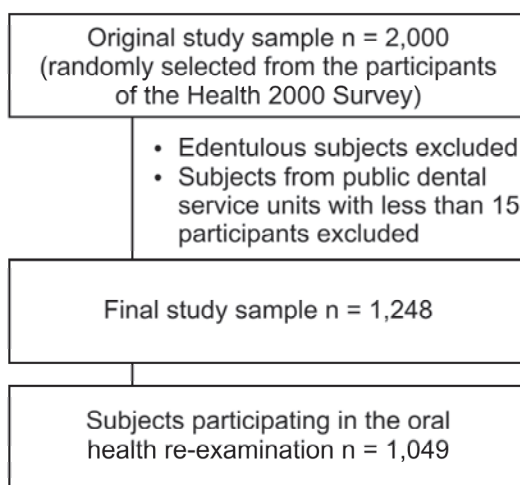 Original study sample n = 2,000
(randomly selected from the participants
of the Health 2000 Survey)
• Edentulous subjects excluded
• Subjects from public dental
service units with less than 15
participants excluded
Final study sample n = 1,248
Subjects participating in the oral
health re-examination n = 1,049